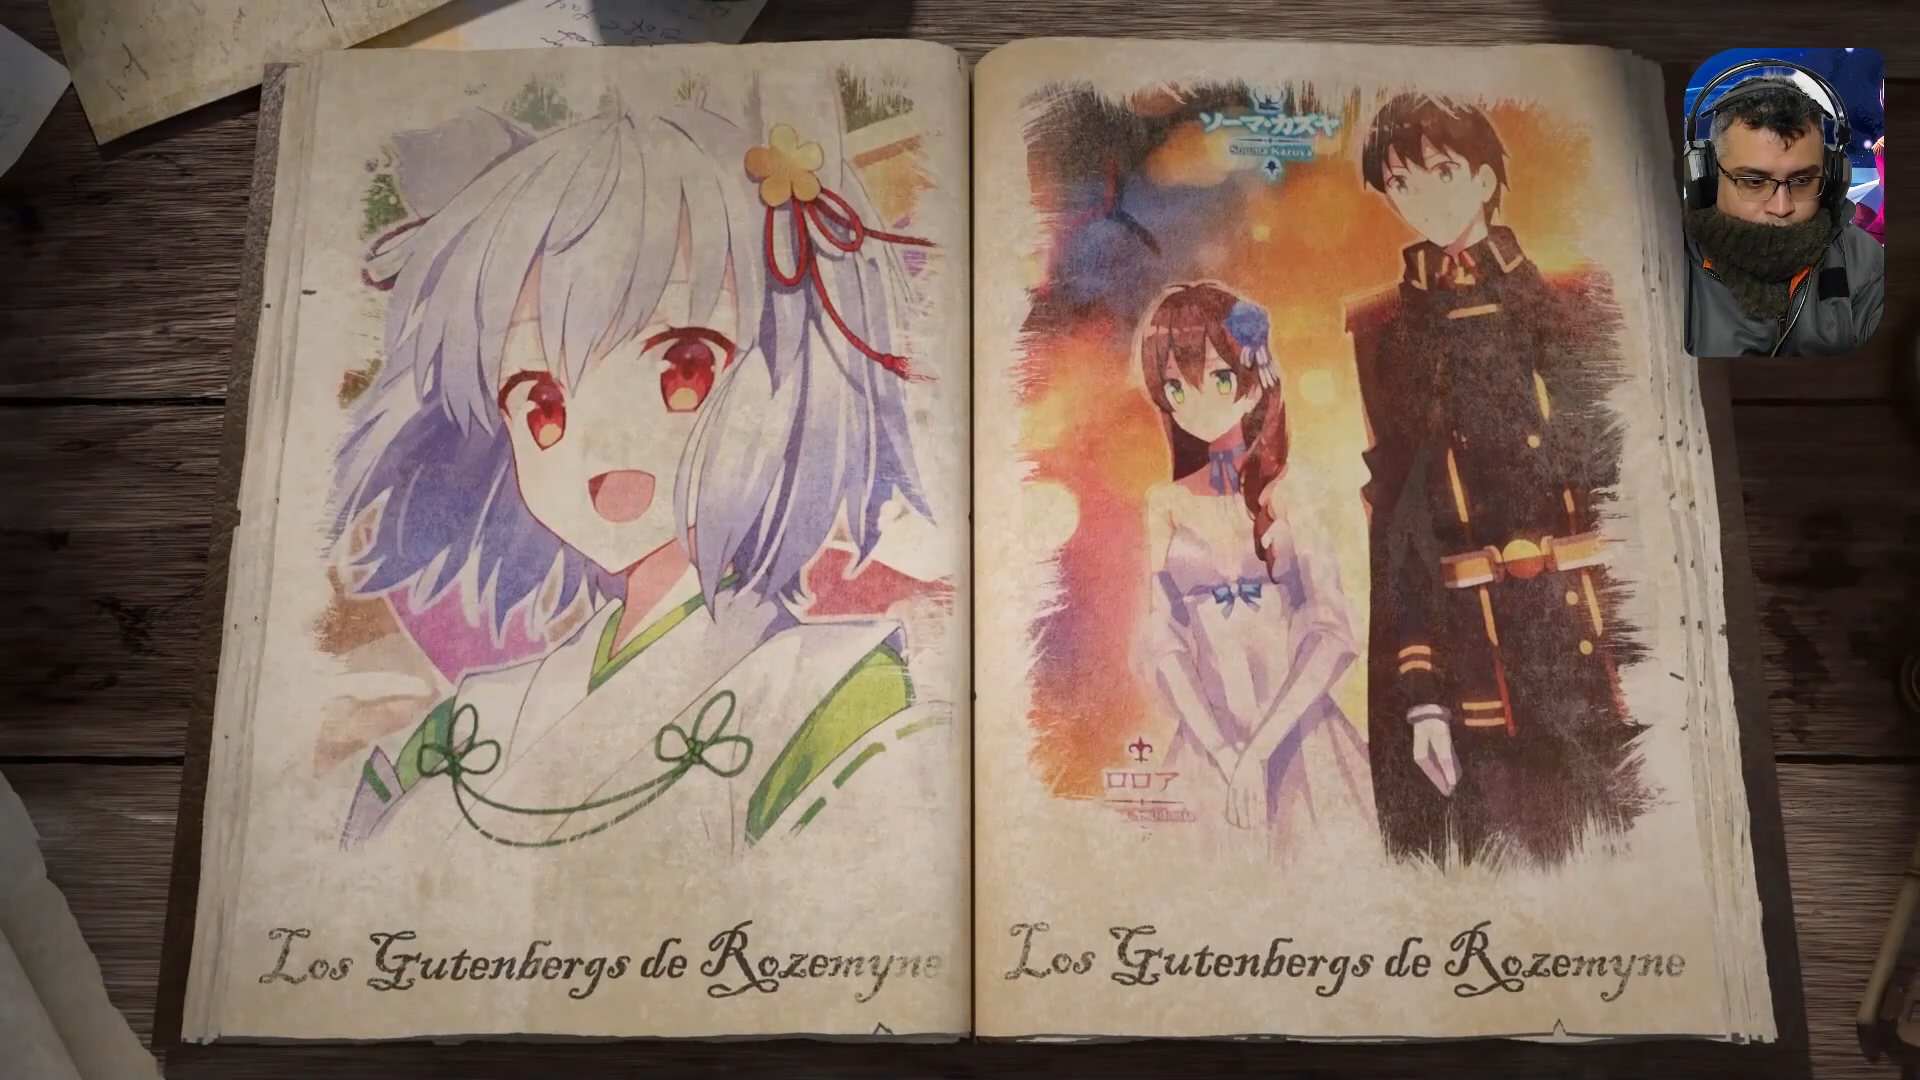 ソーマ・カズヤ
Souma Kazuya
ロロア
Los Gutenbergs de Rozemyne
Los Gutenbergs de Rozemyne